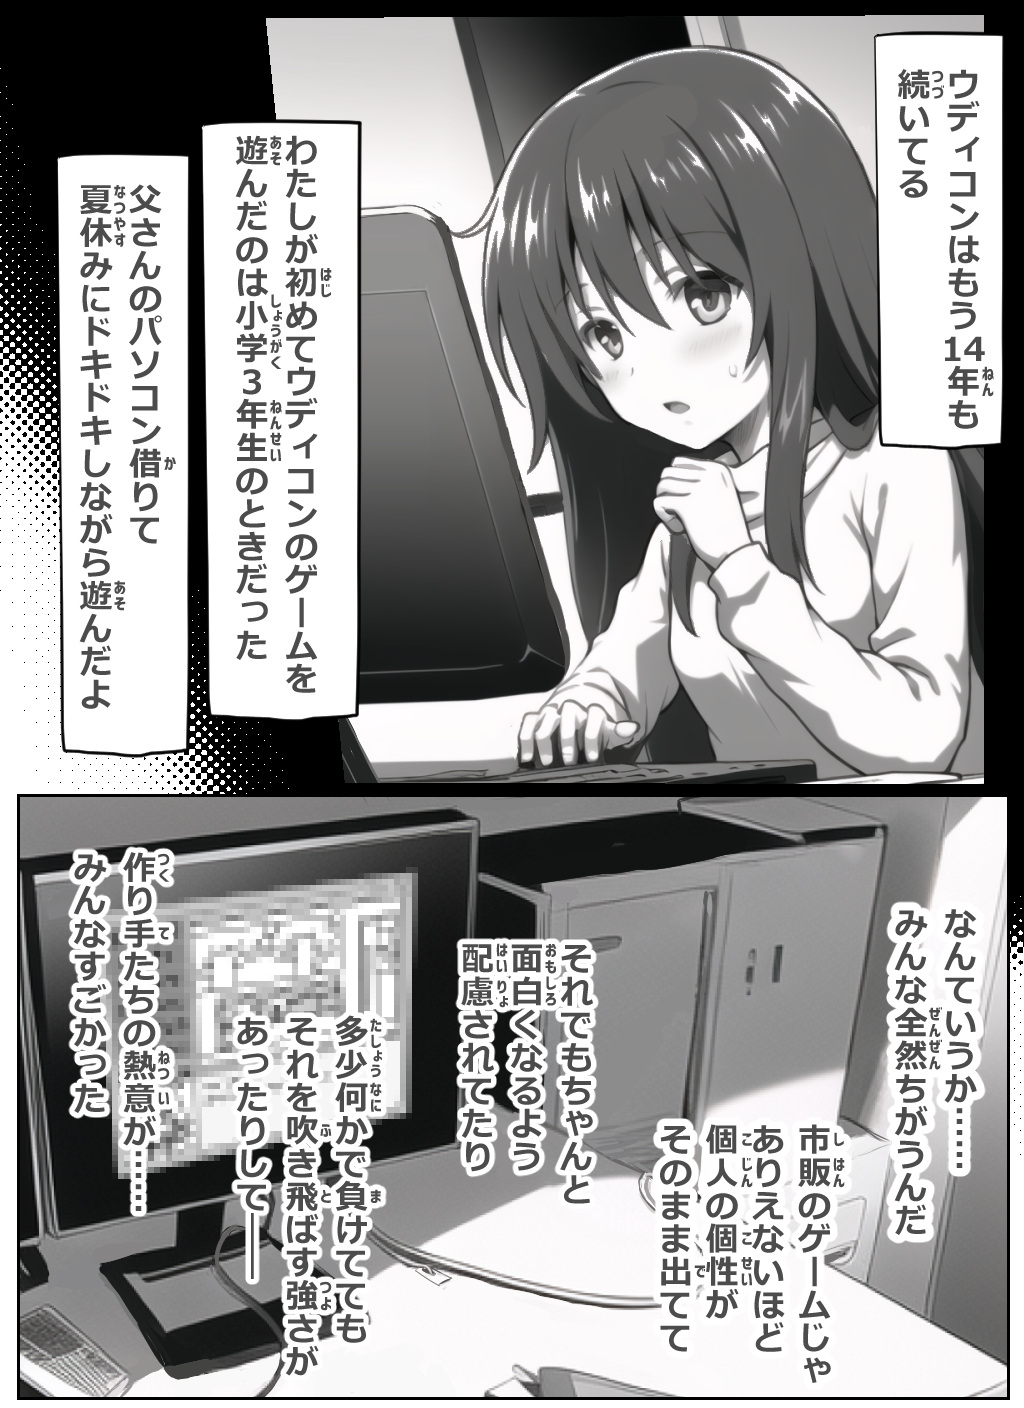 ウディコンはもう14年も
続いてる
わたしが初めてウディコンのゲームを
遊んだのは小学3年生のときだった
父さんのパソコン借りて
夏休みにドキドキしながら遊んだよ
なんていうか……
みんな全然ちがうんだ
市販のゲームじゃ
ありえないほど
個人の個性が
そのまま出てて
それでもちゃんと
面白くなるよう
配慮されてたり
多少何かで負けてても
それを吹き飛ばす強さが
あったりして――
作り手たちの熱意が……
みんなすごかった